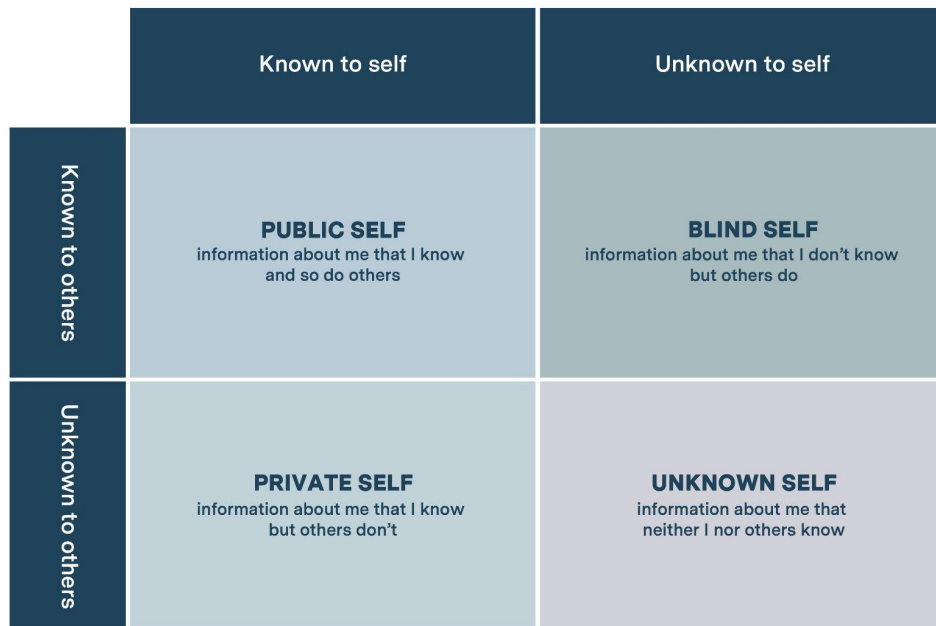 Known to self
Unknown to self
Known to others
PUBLIC SELF
information about me that I know
and so do others
BLIND SELF
information about me that I don't know
but others do
Unknown to others
PRIVATE SELF
information about me that I know
but others don't
UNKNOWN SELF
information about me that
neither I nor others know